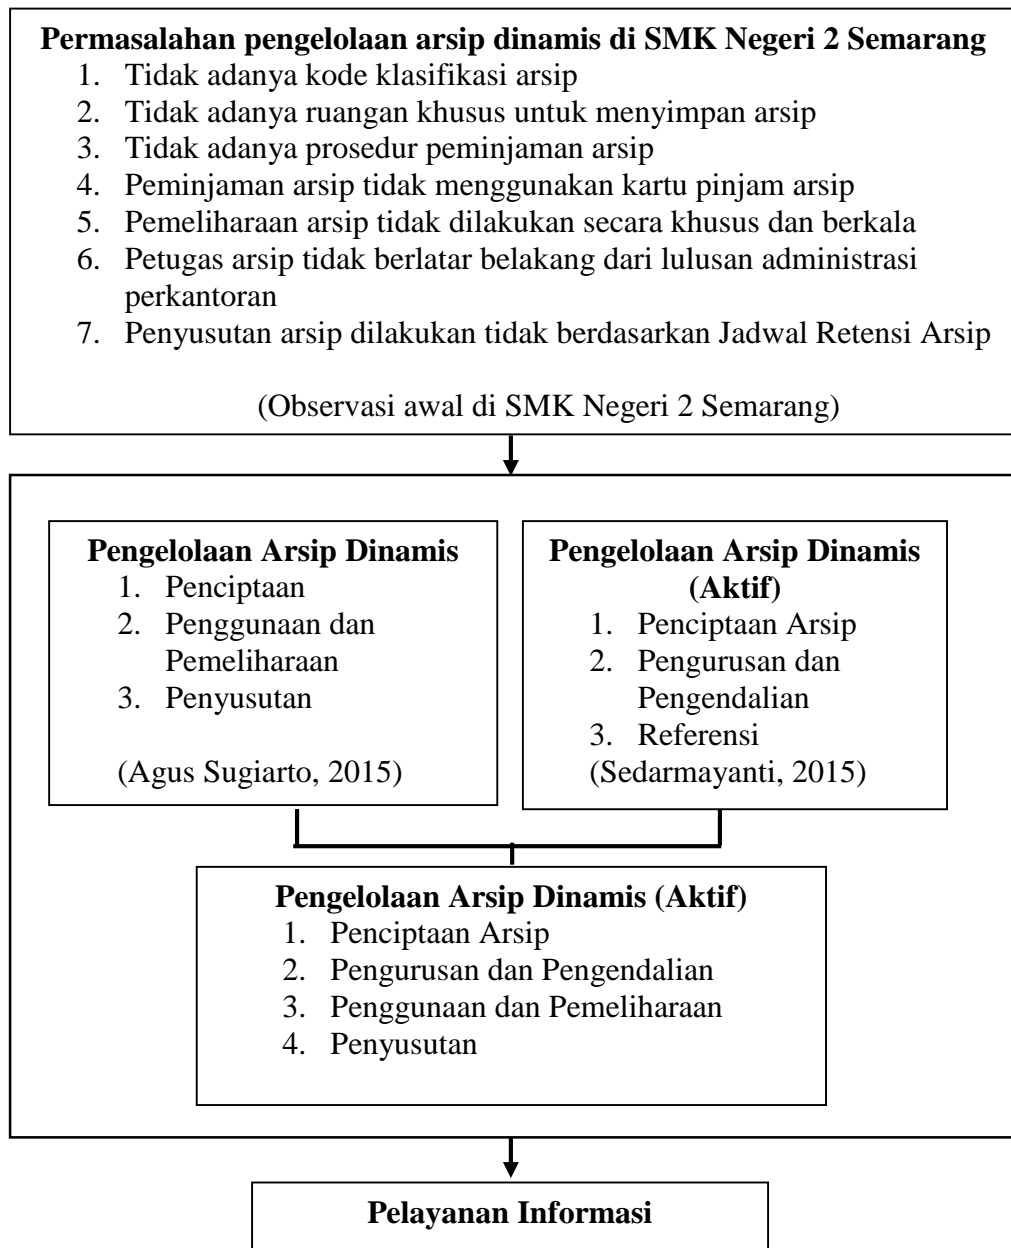 Permasalahan pengelolaan arsip dinamis di SMK Negeri 2 Semarang
1. Tidak adanya kode klasifikasi arsip
2. Tidak adanya ruangan khusus untuk menyimpan arsip
3. Tidak adanya prosedur peminjaman arsip
4. Peminjaman arsip tidak menggunakan kartu pinjam arsip
5. Pemeliharaan arsip tidak dilakukan secara khusus dan berkala
6. Petugas arsip tidak berlatar belakang dari lulusan administrasi
perkantoran
7. Penyusutan arsip dilakukan tidak berdasarkan Jadwal Retensi Arsip
(Observasi awal di SMK Negeri 2 Semarang)
Pengelolaan Arsip Dinamis
1. Penciptaan
2. Penggunaan dan
Pemeliharaan
3. Penyusutan
(Agus Sugiarto, 2015)
Pengelolaan Arsip Dinamis
(Aktif)
1. Penciptaan Arsip
2. Pengurusan dan
Pengendalian
3. Referensi
(Sedarmayanti, 2015)
Pengelolaan Arsip Dinamis (Aktif)
1. Penciptaan Arsip
2. Pengurusan dan Pengendalian
3. Penggunaan dan Pemeliharaan
4. Penyusutan
Pelayanan Informasi